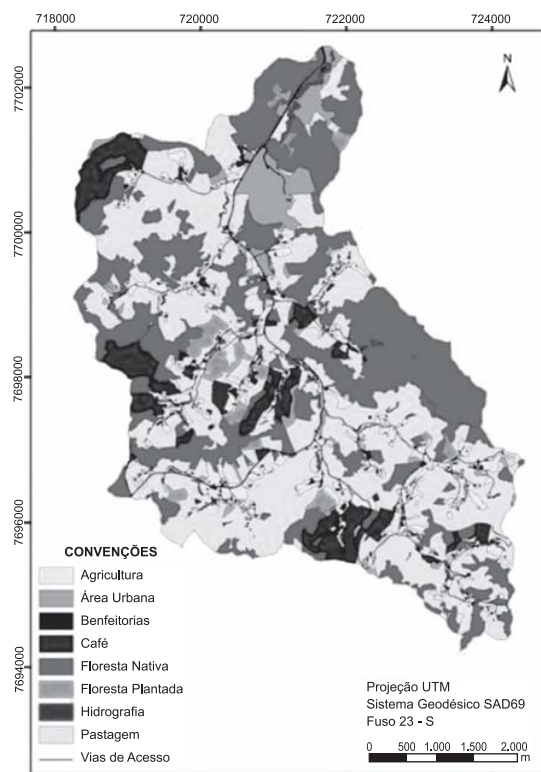 718000 720000 722000 724000
N
7702000
7700000
7698000
7696000
7694000
CONVENÇÕES
Agricultura
Área Urbana
Benfeitorias
Café
Floresta Nativa
Floresta Plantada
Hidrografia
Pastagem
Vias de Acesso
Projeção UTM
Sistema Geodésico SAD69
Fuso 23 - S
0 500 1.000 1.500 2.000
m